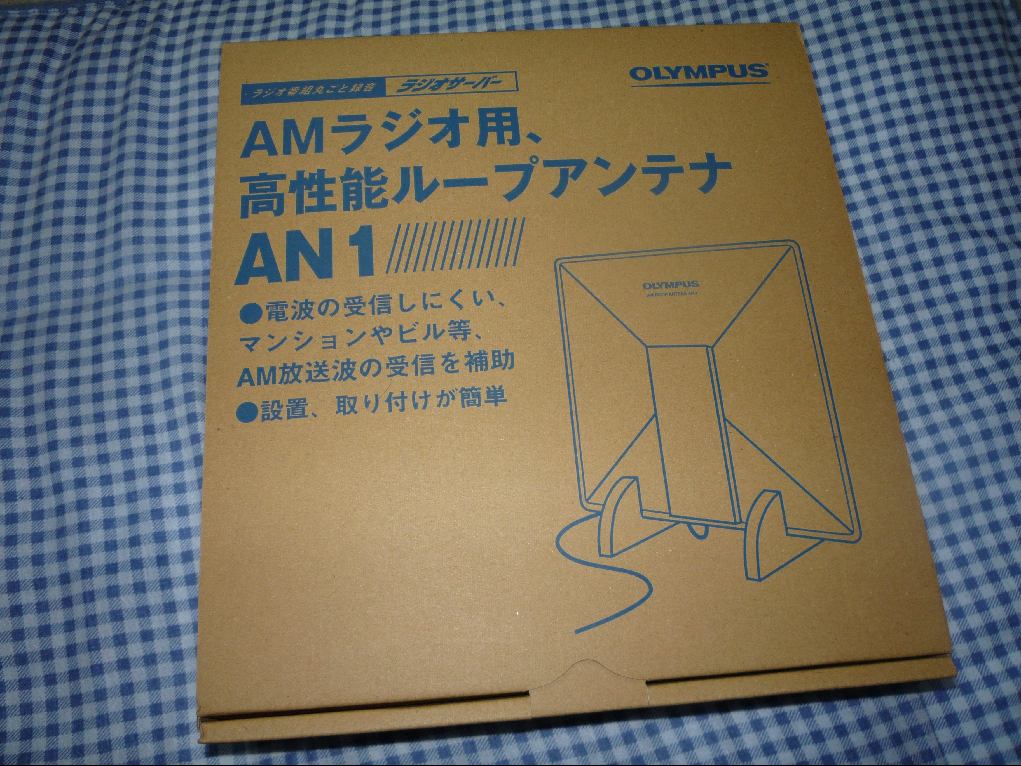 ラジオ番組丸ごと録音 ラジオサーバー
OLYMPUS
AMラジオ用、
高性能ループアンテナ
AN1
●電波の受信しにくい、
マンションやビル等、
AM放送波の受信を補助
●設置、取り付けが簡単
OLYMPUS